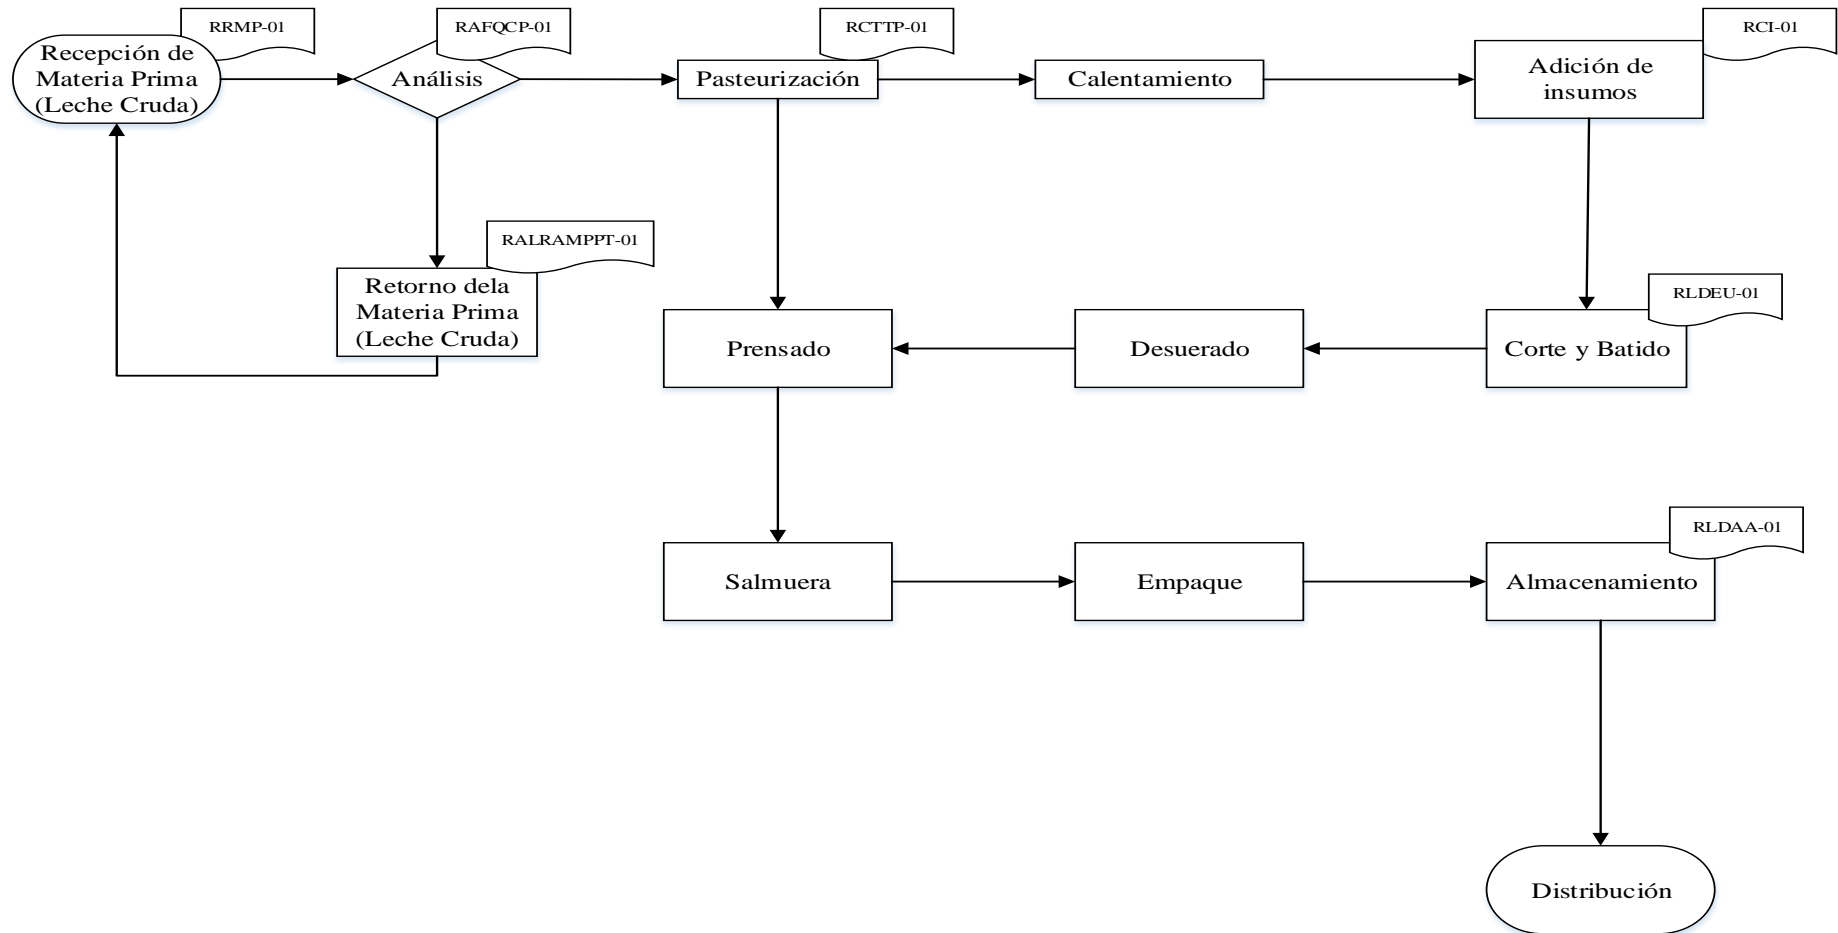 RRMP-01
RAFQCP-01
RCTTP-01
RCI-01
Recepción de
Materia Prima
(Leche Cruda)
Análisis
Pasteurización
Calentamiento
Adición de
insumos
RALRAMPPT-01
Retorno dela
Materia Prima
(Leche Cruda)
RLDEU-01
Prensado
Desuerado
Corte y Batido
RLDAA-01
Salmuera
Empaque
Almacenamiento
Distribución